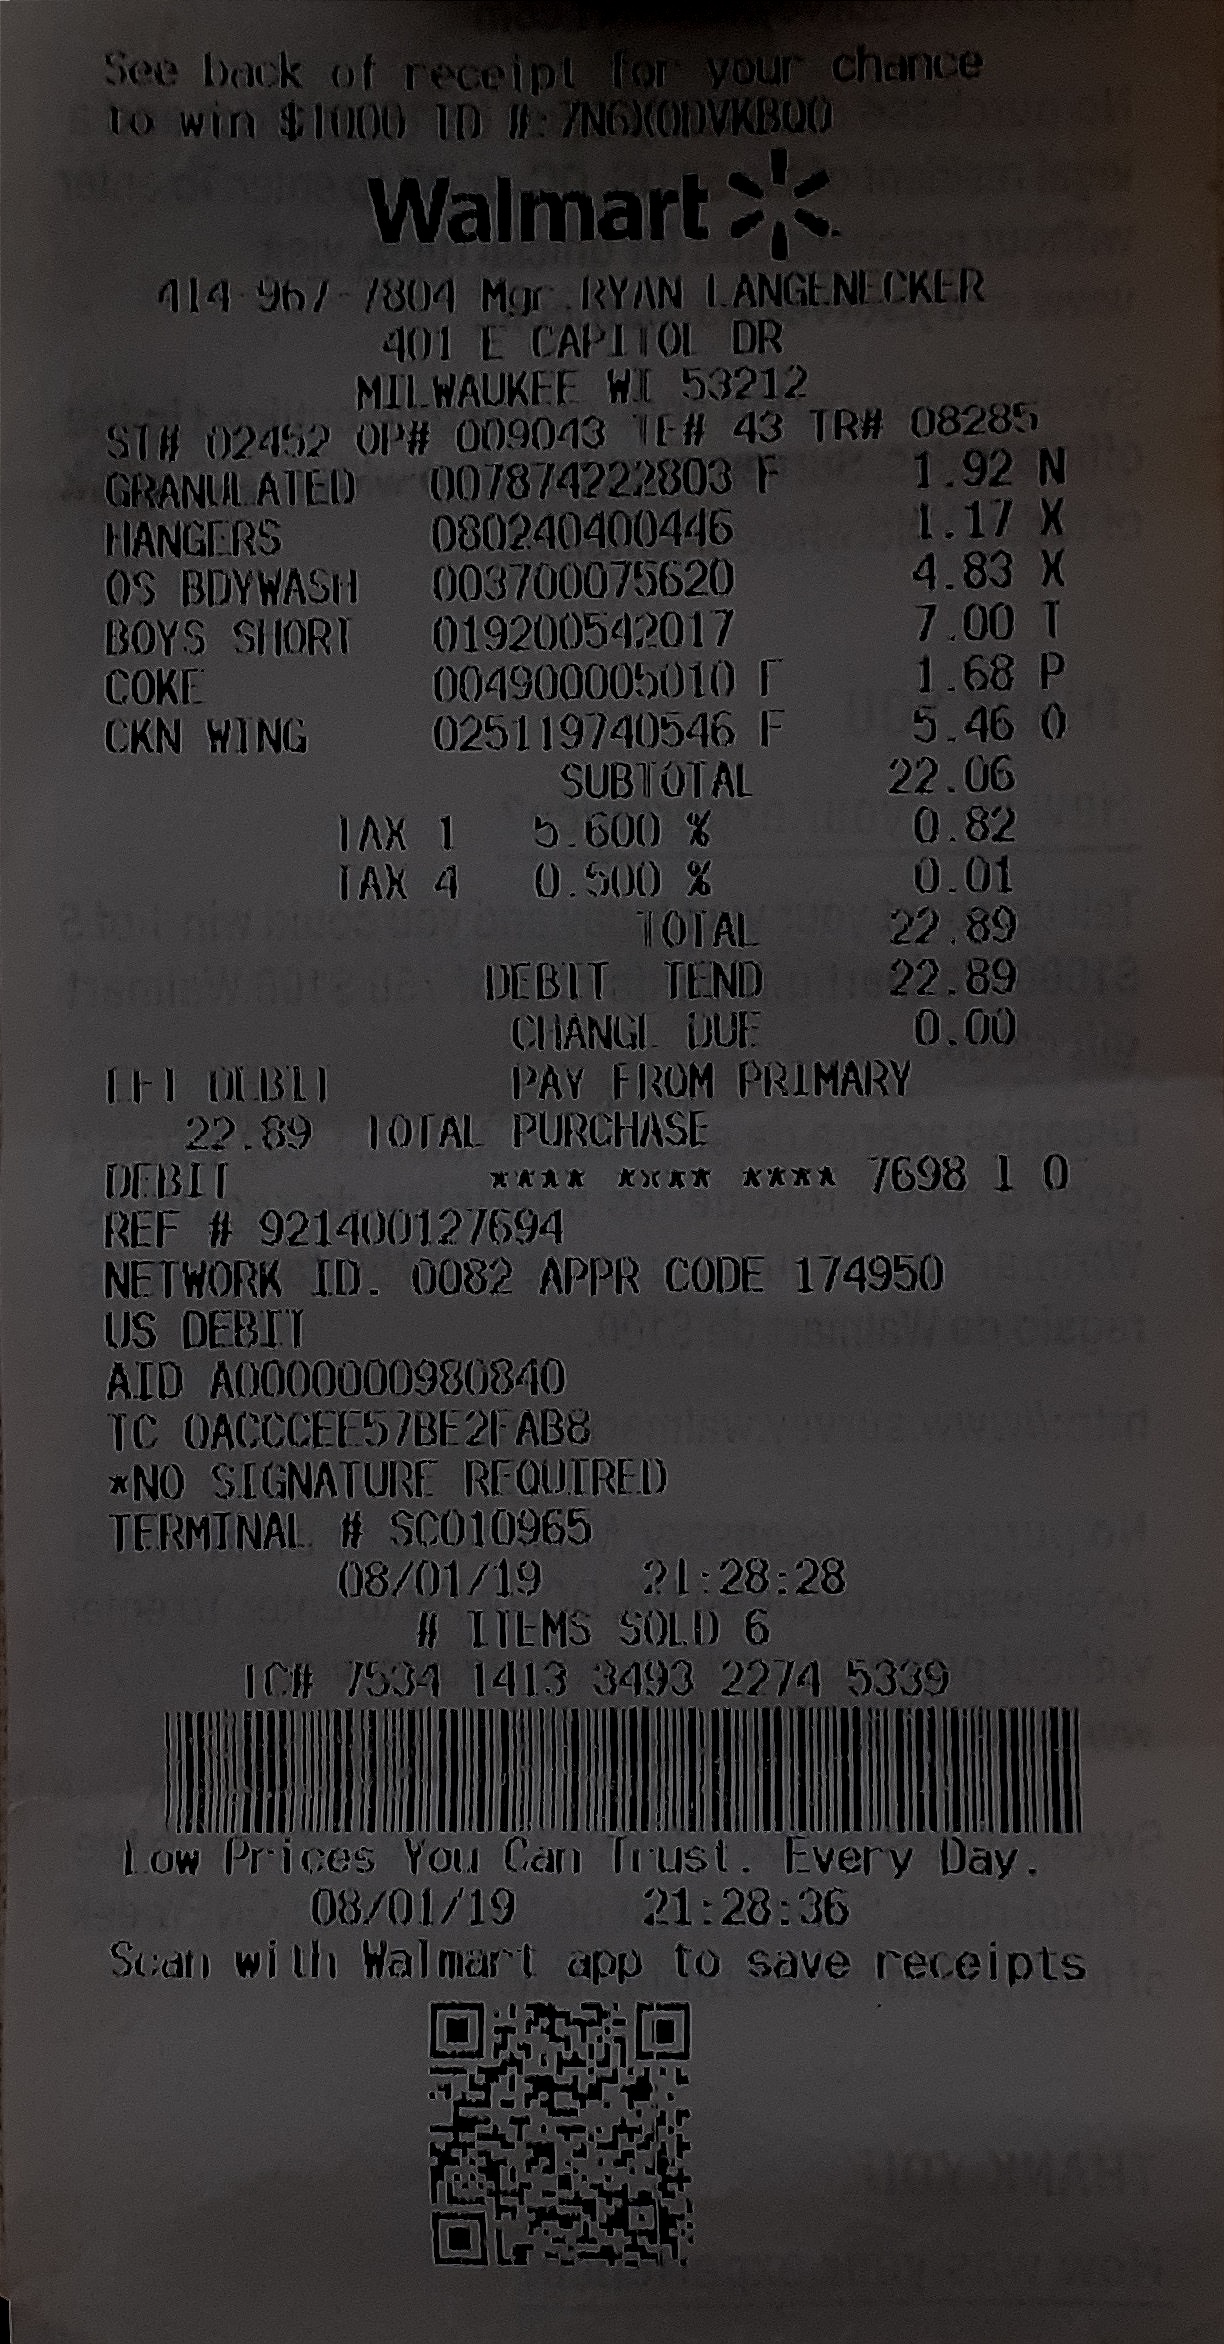 See back of receipt for your chance
to win $1000 ID #: 7N6X0DVKBQ0
Walmart
414-967-7804 Mgr.RYAN LANGENECKER
401 E CAPITOL DR
MILWAUKEE WI 53212
ST# 02452 OP# 009043 TE# 43 TR# 08285
GRANULATED 007874222803 F 1.92 N
HANGERS 080240400446 1.17 X
OS BDYWASH 003700075620 4.83 X
BOYS SHORT 019200542017 7.00 T
COKE 004900005010 F 1.68 P
CKN WING 025119740546 F 5.46 O
SUBTOTAL 22.06
TAX 1 5.600 % 0.82
TAX 4 0.500 % 0.01
TOTAL 22.89
DEBIT TEND 22.89
CHANGE DUE 0.00
EFT DEBIT PAY FROM PRIMARY
22.89 TOTAL PURCHASE
DEBIT **** **** **** 7698 I 0
REF # 921400127694
NETWORK ID. 0082 APPR CODE 174950
US DEBIT
AID A0000000980840
TC 0ACCCEE57BE2FAB8
*NO SIGNATURE REQUIRED
TERMINAL # SC010965
08/01/19 21:28:28
# ITEMS SOLD 6
TC# 7534 1413 3493 2274 5339
Low Prices You Can Trust. Every Day.
08/01/19 21:28:36
Scan with Walmart app to save receipts